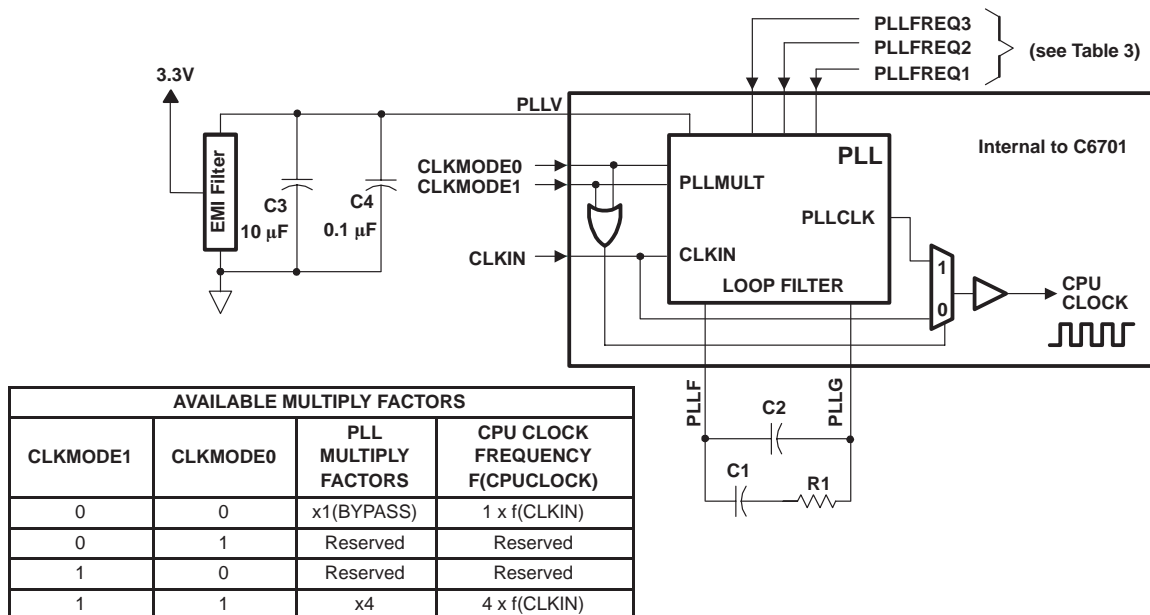 PLLFREQ3
PLLFREQ2
PLLFREQ1
(see Table 3)
3.3V
PLLV
EMI Filter
C3
10 µF
C4
0.1 µF
CLKMODE0
CLKMODE1
CLKIN
PLL
PLLMULT
PLLCLK
CLKIN
LOOP FILTER
Internal to C6701
1
0
CPU
CLOCK
PLLF
PLLG
C2
C1
R1
AVAILABLE MULTIPLY FACTORS
CLKMODE1 CLKMODE0 PLL MULTIPLY FACTORS CPU CLOCK FREQUENCY F(CPUCLOCK)
0 0 x1(BYPASS) 1 x f(CLKIN)
0 1 Reserved Reserved
1 0 Reserved Reserved
1 1 x4 4 x f(CLKIN)